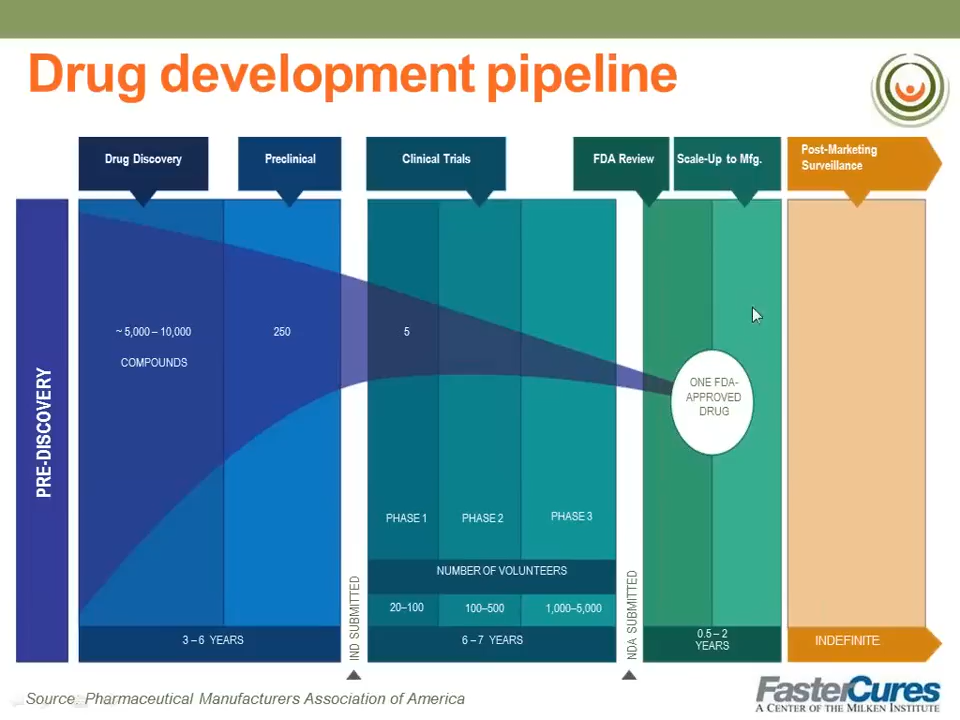 Drug development pipeline
Drug Discovery
Preclinical
Clinical Trials
FDA Review
Scale-Up to Mfg.
Post-Marketing
Surveillance
PRE-DISCOVERY
~ 5,000 – 10,000
COMPOUNDS
250
5
ONE FDA-
APPROVED
DRUG
PHASE 1
PHASE 2
PHASE 3
NUMBER OF VOLUNTEERS
20–100
100–500
1,000–5,000
IND SUBMITTED
NDA SUBMITTED
3 – 6 YEARS
6 – 7 YEARS
0.5 – 2
YEARS
INDEFINITE
Source: Pharmaceutical Manufacturers Association of America
FasterCures
A CENTER OF THE MILKEN INSTITUTE